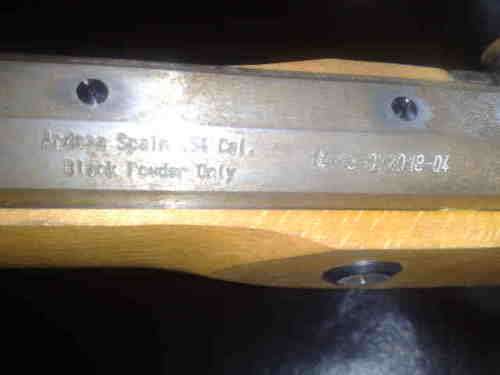 Ardesa Spain .54 Cal.
Black Powder Only